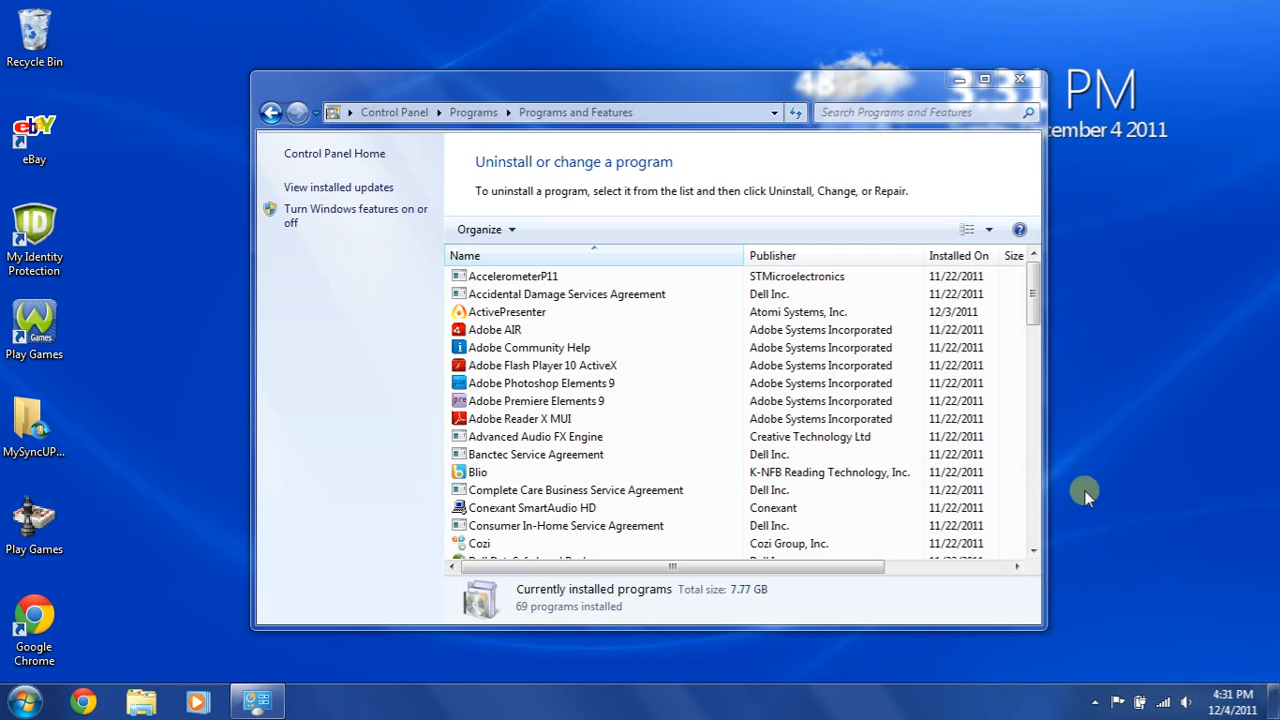 Recycle Bin
eBay
My Identity
Protection
Play Games
MySyncUP...
Play Games
Google
Chrome
PM
cember 4 2011
Control Panel
Programs
Programs and Features
Search Programs and Features
Control Panel Home
View installed updates
Turn Windows features on or
off
Uninstall or change a program
To uninstall a program, select it from the list and then click Uninstall, Change, or Repair.
Organize
Name Publisher Installed On Size
AccelerometerP11 STMicroelectronics 11/22/2011
Accidental Damage Services Agreement Dell Inc. 11/22/2011
ActivePresenter Atomi Systems, Inc. 12/3/2011
Adobe AIR Adobe Systems Incorporated 11/22/2011
Adobe Community Help Adobe Systems Incorporated 11/22/2011
Adobe Flash Player 10 ActiveX Adobe Systems Incorporated 11/22/2011
Adobe Photoshop Elements 9 Adobe Systems Incorporated 11/22/2011
Adobe Premiere Elements 9 Adobe Systems Incorporated 11/22/2011
Adobe Reader X MUI Adobe Systems Incorporated 11/22/2011
Advanced Audio FX Engine Creative Technology Ltd 11/22/2011
Banctec Service Agreement Dell Inc. 11/22/2011
Blio K-NFB Reading Technology, Inc. 11/22/2011
Complete Care Business Service Agreement Dell Inc. 11/22/2011
Conexant SmartAudio HD Conexant 11/22/2011
Consumer In-Home Service Agreement Dell Inc. 11/22/2011
Cozi Cozi Group, Inc. 11/22/2011
Currently installed programs Total size: 7.77 GB
69 programs installed
4:31 PM
12/4/2011